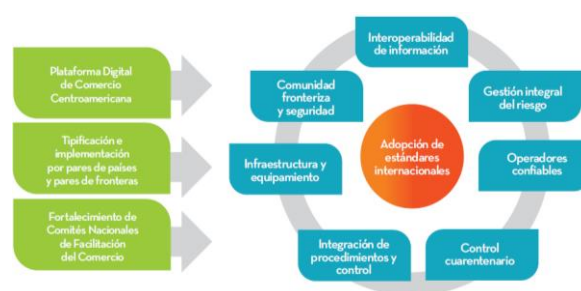 Plataforma Digital
de Comercio
Centroamericana
Tipificación e
implementación
por pares de países
y pares de fronteras
Fortalecimiento de
Comités Nacionales
de Facilitación
del Comercio
Interoperabilidad
de información
Gestión integral
del riesgo
Operadores
confiables
Control
cuarentenario
Integración de
procedimientos y
control
Infraestructura y
equipamiento
Comunidad
fronteriza
y seguridad
Adopción de
estándares
internacionales